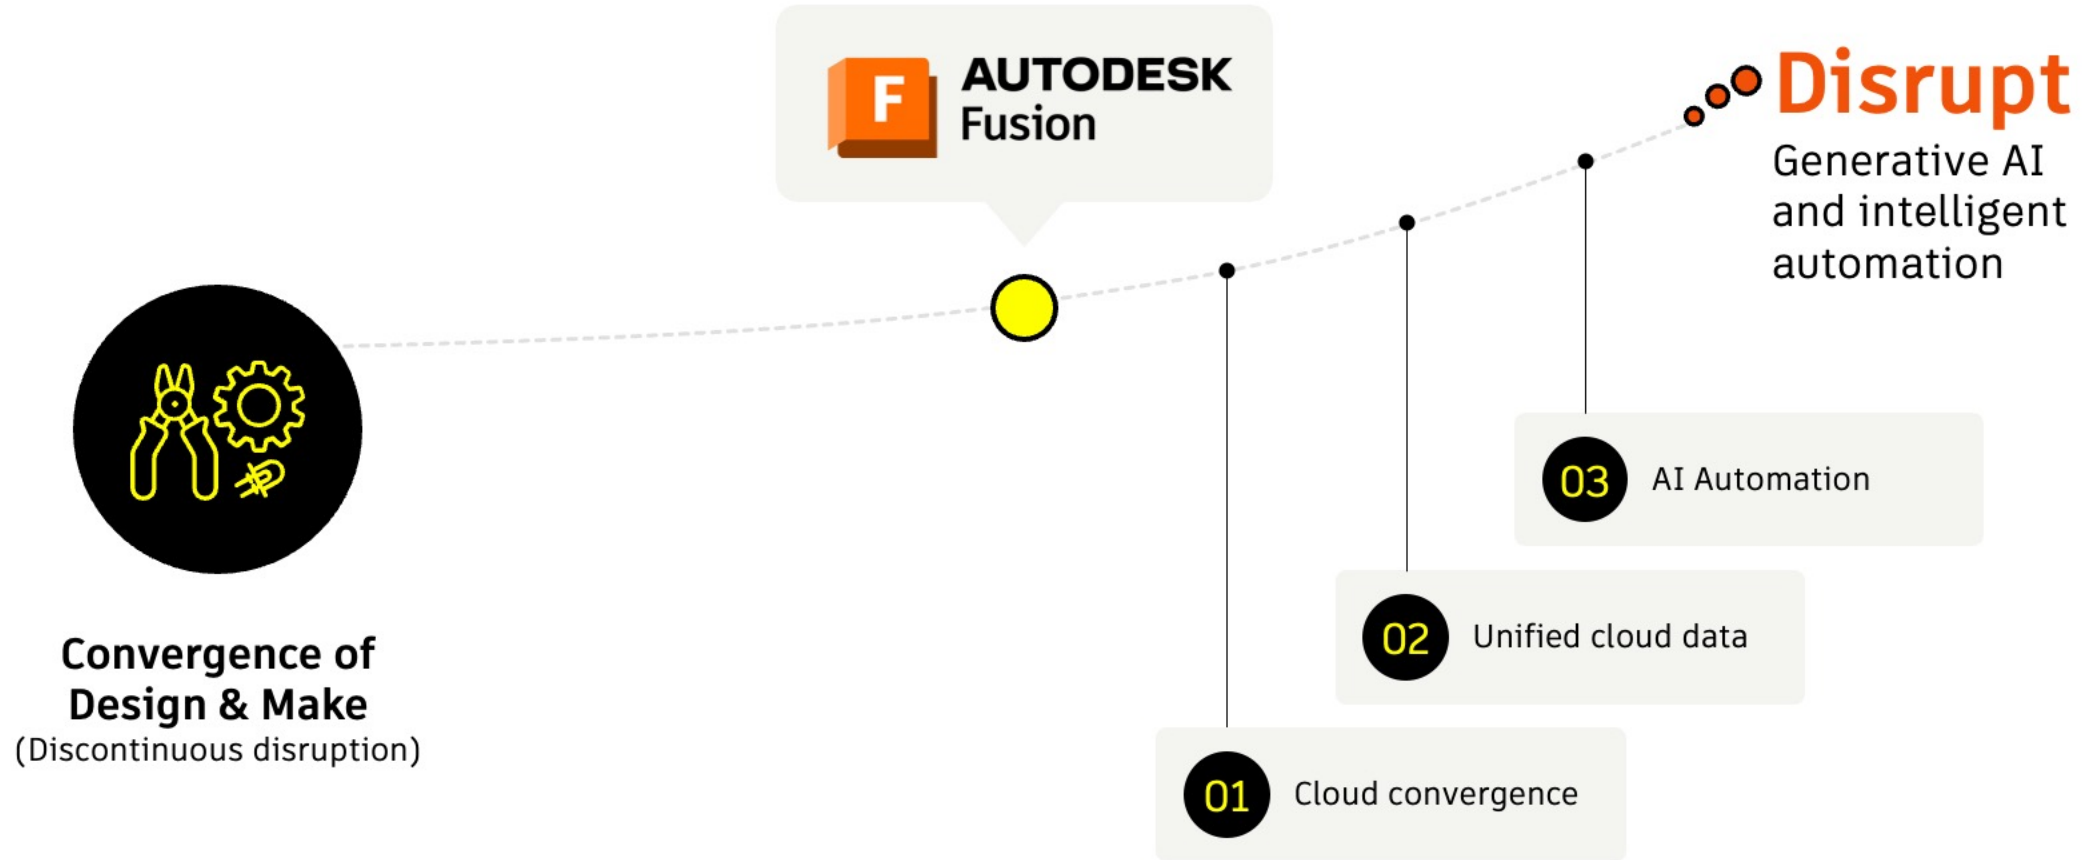 F
AUTODESK
Fusion
Disrupt
Generative AI
and intelligent
automation
03 AI Automation
02 Unified cloud data
01 Cloud convergence
Convergence of
Design & Make
(Discontinuous disruption)